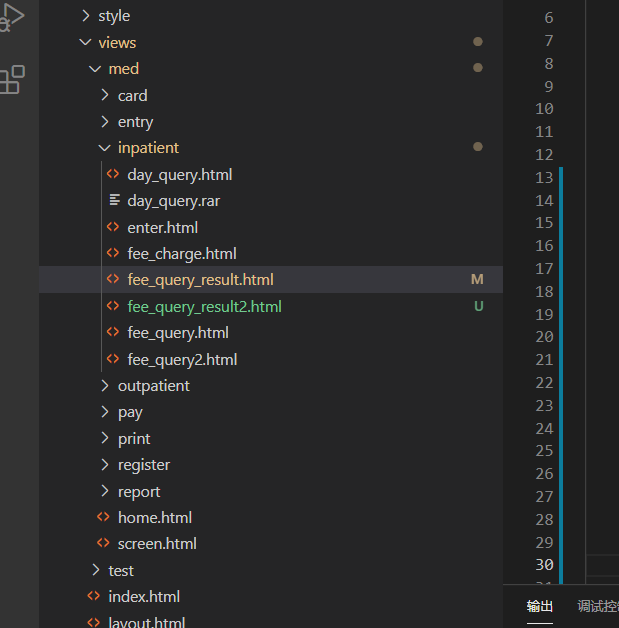 style
views
med
card
entry
inpatient
day_query.html
day_query.rar
enter.html
fee_charge.html
fee_query_result.html M
fee_query_result2.html U
fee_query.html
fee_query2.html
outpatient
pay
print
register
report
home.html
screen.html
test
index.html
layout.html
6
7
8
9
10
11
12
13
14
15
16
17
18
19
20
21
22
23
24
25
26
27
28
29
30
31
输出 调试控